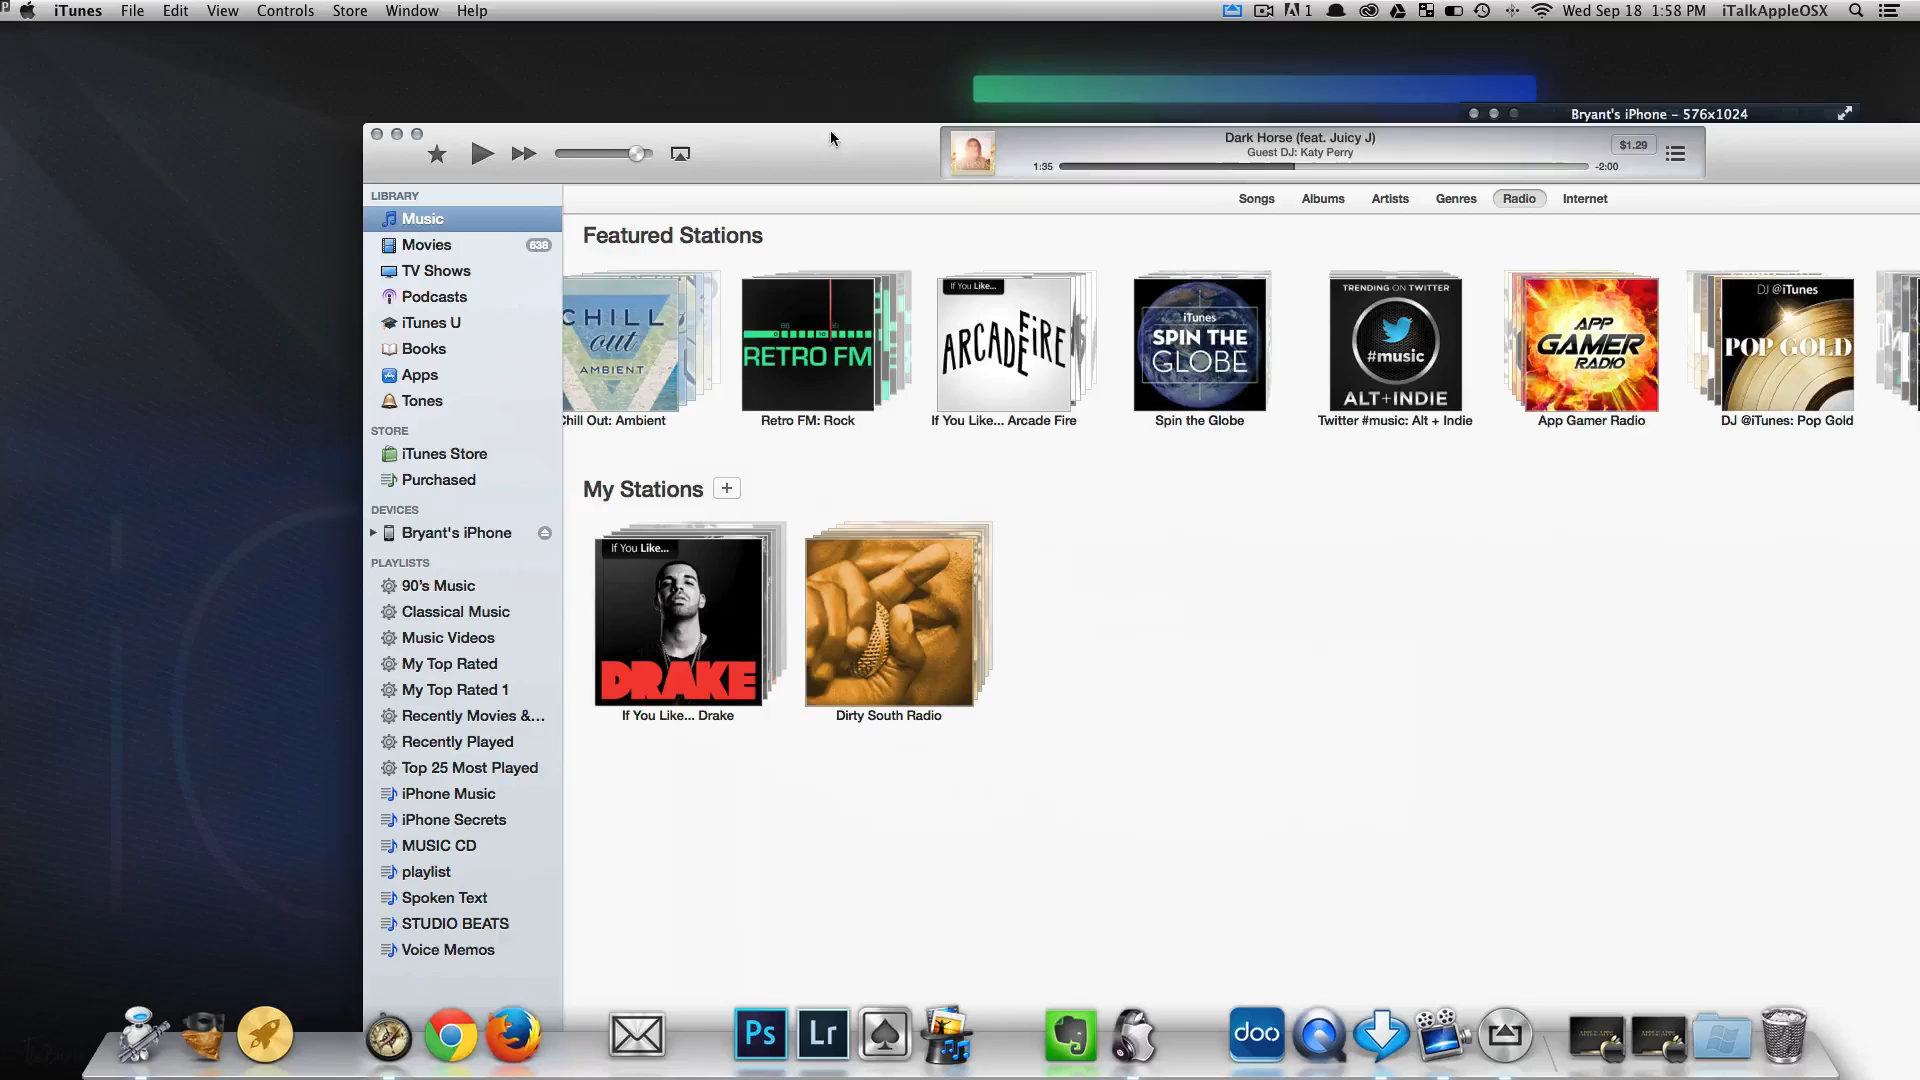 iTunes File Edit View Controls Store Window Help
1 Wed Sep 18 1:58 PM iTalkAppleOSX
Bryant's iPhone - 576x1024
Dark Horse (feat. Juicy J)
Guest DJ: Katy Perry
$1.29
1:35 -2:00
Songs Albums Artists Genres Radio Internet
LIBRARY
Music
Movies 638
TV Shows
Podcasts
iTunes U
Books
Apps
Tones
STORE
iTunes Store
Purchased
DEVICES
Bryant's iPhone
PLAYLISTS
90's Music
Classical Music
Music Videos
My Top Rated
My Top Rated 1
Recently Movies &...
Recently Played
Top 25 Most Played
iPhone Music
iPhone Secrets
MUSIC CD
playlist
Spoken Text
STUDIO BEATS
Voice Memos
Featured Stations
CHILL
out
AMBIENT
Chill Out: Ambient
RETRO FM
Retro FM: Rock
If You Like...
ARCADE FIRE
If You Like... Arcade Fire
iTunes
SPIN THE
GLOBE
Spin the Globe
TRENDING ON TWITTER
#music
ALT+INDIE
Twitter #music: Alt + Indie
APP
GAMER
RADIO
App Gamer Radio
DJ @iTunes
POP GOLD
DJ @iTunes: Pop Gold
My Stations +
If You Like...
DRAKE
If You Like... Drake
Dirty South Radio
Ps
Lr
doo